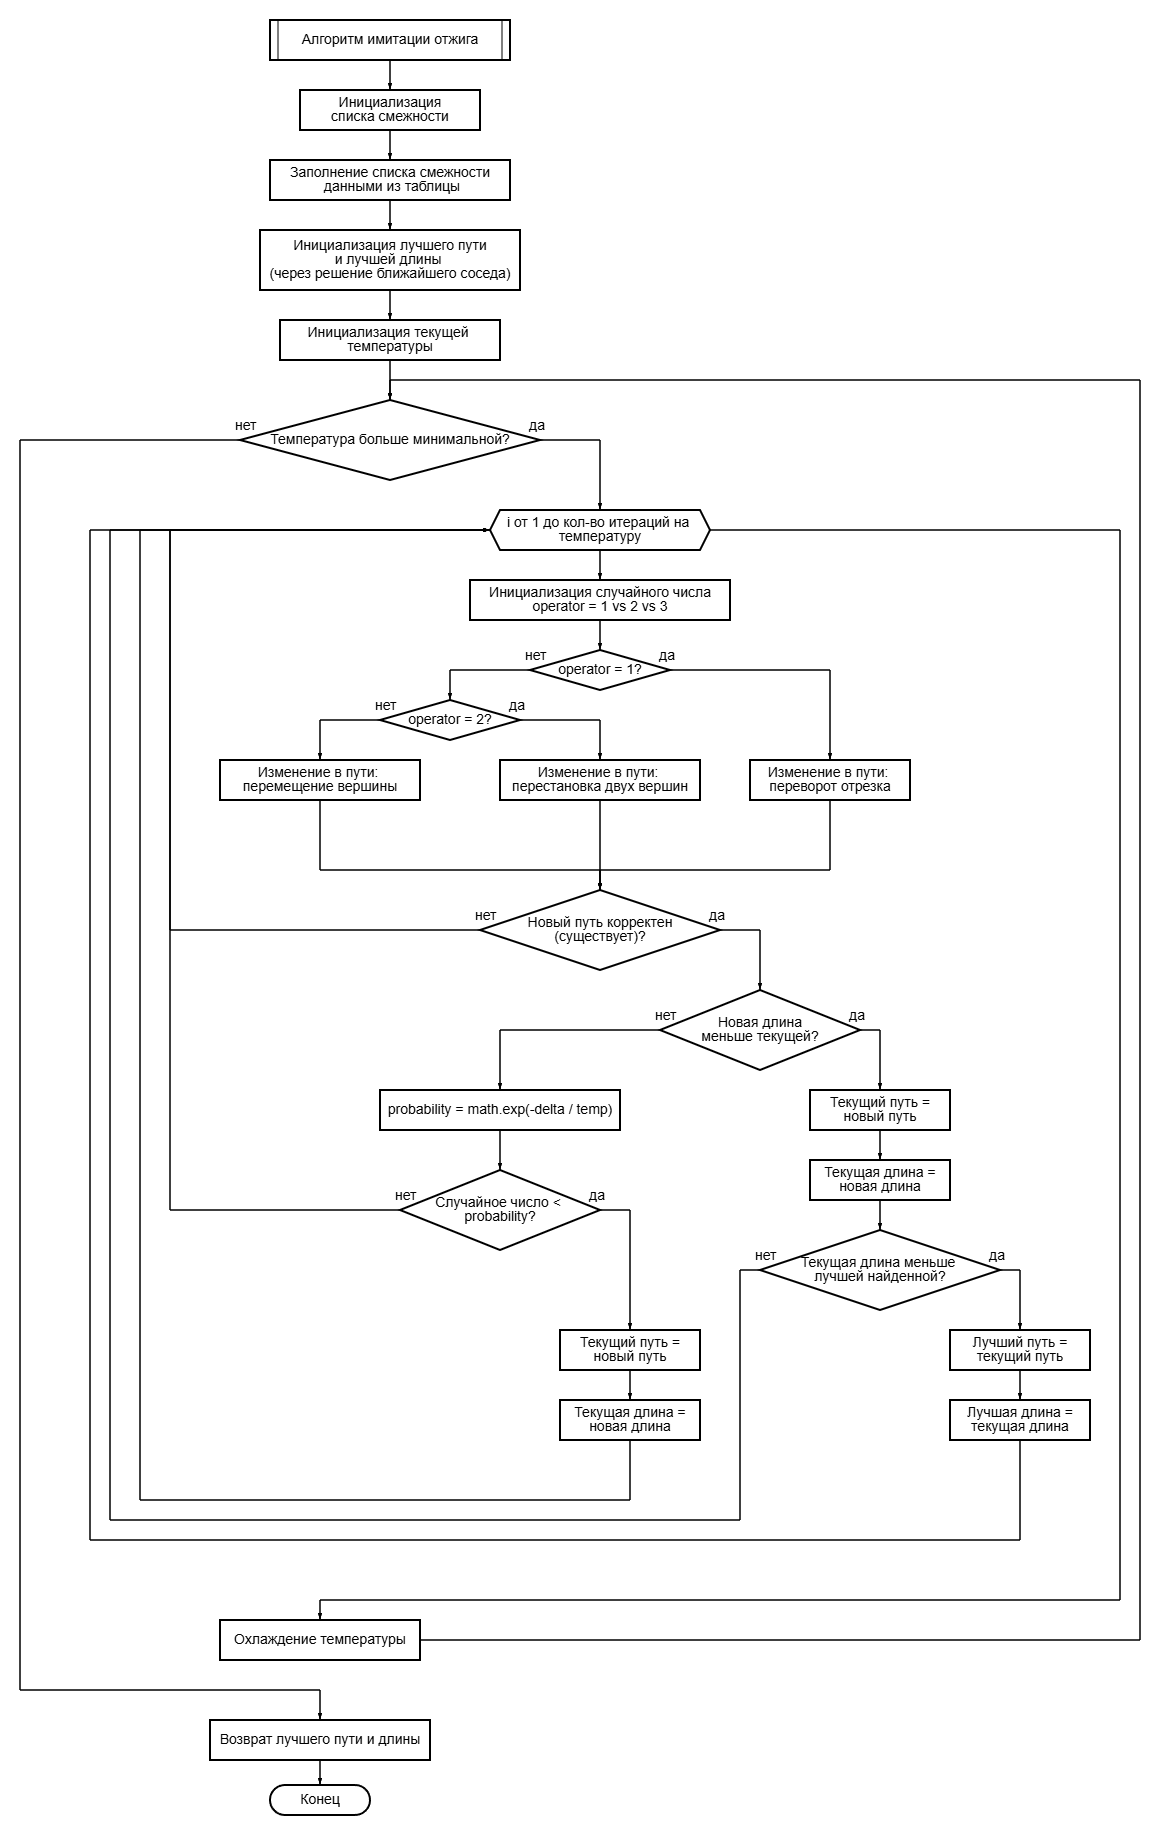 Алгоритм имитации отжига
Инициализация
списка смежности
Заполнение списка смежности
данными из таблицы
Инициализация лучшего пути
и лучшей длины
(через решение ближайшего соседа)
Инициализация текущей
температуры
нет
да
Температура больше минимальной?
i от 1 до кол-во итераций на
температуру
Инициализация случайного числа
operator = 1 vs 2 vs 3
нет
да
operator = 1?
нет
да
operator = 2?
Изменение в пути:
перемещение вершины
Изменение в пути:
перестановка двух вершин
Изменение в пути:
переворот отрезка
нет
да
Новый путь корректен
(существует)?
нет
да
Новая длина
меньше текущей?
probability = math.exp(-delta / temp)
Текущий путь =
новый путь
Текущая длина =
новая длина
нет
да
Случайное число <
probability?
нет
да
Текущая длина меньше
лучшей найденной?
Текущий путь =
новый путь
Лучший путь =
текущий путь
Текущая длина =
новая длина
Лучшая длина =
текущая длина
Охлаждение температуры
Возврат лучшего пути и длины
Конец